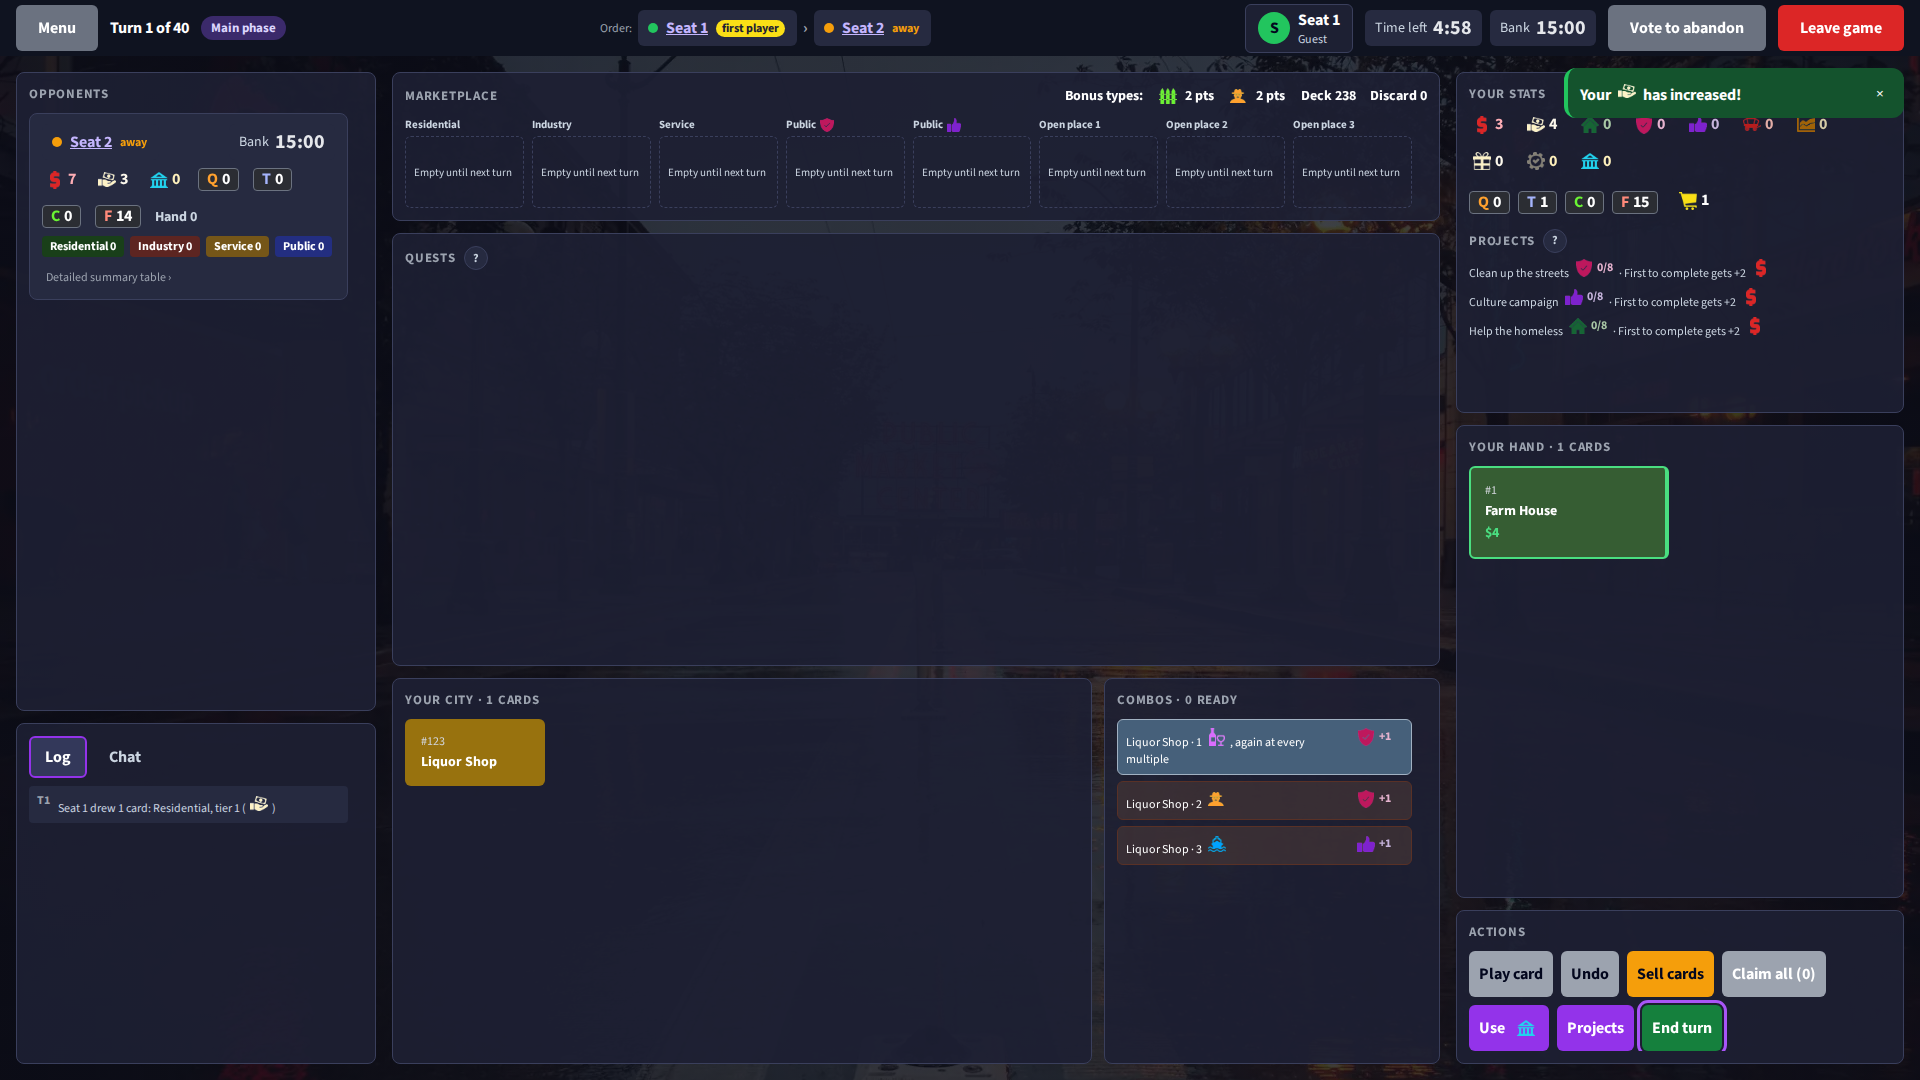 Menu
Turn 1 of 40
Main phase
Order:
Seat 1
first player
›
Seat 2
away
S
Seat 1
Guest
Time left 4:58
Bank 15:00
Vote to abandon
Leave game
OPPONENTS
Seat 2 away
Bank 15:00
7
3
0
Q 0
T 0
C 0
F 14
Hand 0
Residential 0
Industry 0
Service 0
Public 0
Detailed summary table ›
Log
Chat
T1 Seat 1 drew 1 card: Residential, tier 1 ( )
MARKETPLACE
Bonus types: 2 pts 2 pts Deck 238 Discard 0
Residential
Industry
Service
Public
Public
Open place 1
Open place 2
Open place 3
Empty until next turn
Empty until next turn
Empty until next turn
Empty until next turn
Empty until next turn
Empty until next turn
Empty until next turn
Empty until next turn
QUESTS ?
YOUR CITY · 1 CARDS
#123
Liquor Shop
COMBOS · 0 READY
Liquor Shop · 1 , again at every
multiple
+1
Liquor Shop · 2 +1
Liquor Shop · 3 +1
YOUR STATS
Your has increased!
×
3
4
0
0
0
0
0
0
0
0
Q 0
T 1
C 0
F 15
1
PROJECTS ?
Clean up the streets 0/8 · First to complete gets +2
Culture campaign 0/8 · First to complete gets +2
Help the homeless 0/8 · First to complete gets +2
YOUR HAND · 1 CARDS
#1
Farm House
$4
ACTIONS
Play card
Undo
Sell cards
Claim all (0)
Use
Projects
End turn